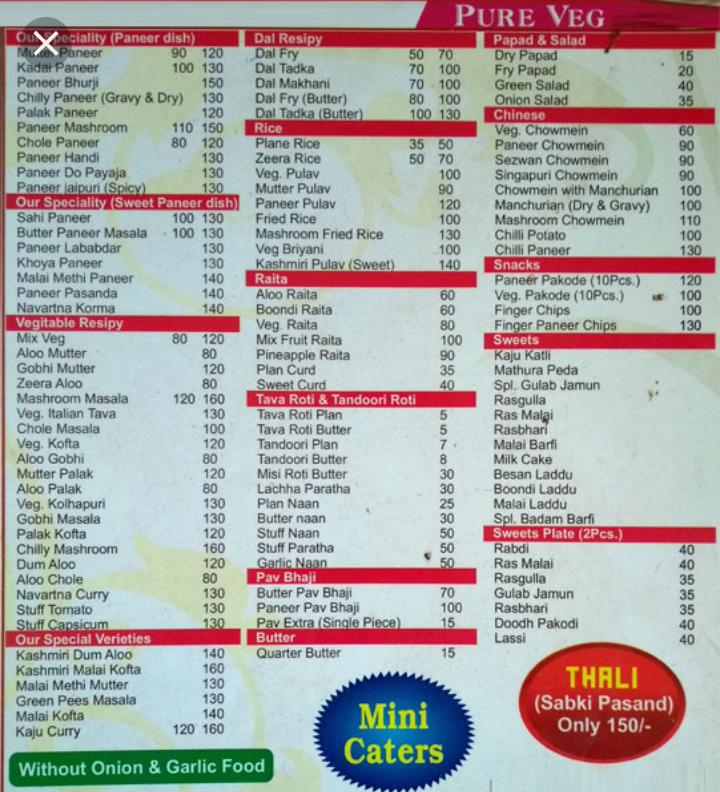 PURE VEG
Our Speciality (Paneer dish)
Mutter Paneer 90 120
Kadai Paneer 100 130
Paneer Bhurji 150
Chilly Paneer (Gravy & Dry) 130
Palak Paneer 120
Paneer Mashroom 110 150
Chole Paneer 80 120
Paneer Handi 130
Paneer Do Payaja 130
Paneer jaipuri (Spicy) 130
Our Speciality (Sweet Paneer dish)
Sahi Paneer 100 130
Butter Paneer Masala 100 130
Paneer Lababdar 130
Khoya Paneer 130
Malai Methi Paneer 140
Paneer Pasanda 140
Navartna Korma 140
Vegitable Resipy
Mix Veg 80 120
Aloo Mutter 80
Gobhi Mutter 120
Zeera Aloo 80
Mashroom Masala 120 160
Veg. Italian Tava 130
Chole Masala 100
Veg. Kofta 120
Aloo Gobhi 80
Mutter Palak 120
Aloo Palak 80
Veg. Kolhapuri 130
Gobhi Masala 130
Palak Kofta 120
Chilly Mashroom 160
Dum Aloo 120
Aloo Chole 80
Navartna Curry 130
Stuff Tomato 130
Stuff Capsicum 130
Our Special Verieties
Kashmiri Dum Aloo 140
Kashmiri Malai Kofta 160
Malai Methi Mutter 130
Green Pees Masala 130
Malai Kofta 140
Kaju Curry 120 160
Without Onion & Garlic Food
Dal Resipy
Dal Fry 50 70
Dal Tadka 70 100
Dal Makhani 70 100
Dal Fry (Butter) 80 100
Dal Tadka (Butter) 100 130
Rice
Plane Rice 35 50
Zeera Rice 50 70
Veg. Pulav 100
Mutter Pulav 90
Paneer Pulav 120
Fried Rice 100
Mashroom Fried Rice 130
Veg Briyani 100
Kashmiri Pulav (Sweet) 140
Raita
Aloo Raita 60
Boondi Raita 60
Veg. Raita 80
Mix Fruit Raita 100
Pineapple Raita 90
Plan Curd 35
Sweet Curd 40
Tava Roti & Tandoori Roti
Tava Roti Plan 5
Tava Roti Butter 5
Tandoori Plan 7
Tandoori Butter 8
Misi Roti Butter 30
Lachha Paratha 30
Plan Naan 25
Butter naan 30
Stuff Naan 50
Stuff Paratha 50
Garlic Naan 50
Pav Bhaji
Butter Pav Bhaji 70
Paneer Pav Bhaji 100
Pav Extra (Single Piece) 15
Butter
Quarter Butter 15
Mini
Caters
Papad & Salad
Dry Papad 15
Fry Papad 20
Green Salad 40
Onion Salad 35
Chinese
Veg. Chowmein 60
Paneer Chowmein 90
Sezwan Chowmein 90
Singapuri Chowmein 90
Chowmein with Manchurian 100
Manchurian (Dry & Gravy) 100
Mashroom Chowmein 110
Chilli Potato 100
Chilli Paneer 130
Snacks
Paneer Pakode (10Pcs.) 120
Veg. Pakode (10Pcs.) 100
Finger Chips 100
Finger Paneer Chips 130
Sweets
Kaju Katli
Mathura Peda
Spl. Gulab Jamun
Rasgulla
Ras Malai
Rasbhari
Malai Barfi
Milk Cake
Besan Laddu
Boondi Laddu
Malai Laddu
Spl. Badam Barfi
Sweets Plate (2Pcs.)
Rabdi 40
Ras Malai 40
Rasgulla 35
Gulab Jamun 35
Rasbhari 35
Doodh Pakodi 40
Lassi 40
THALI
(Sabki Pasand)
Only 150/-